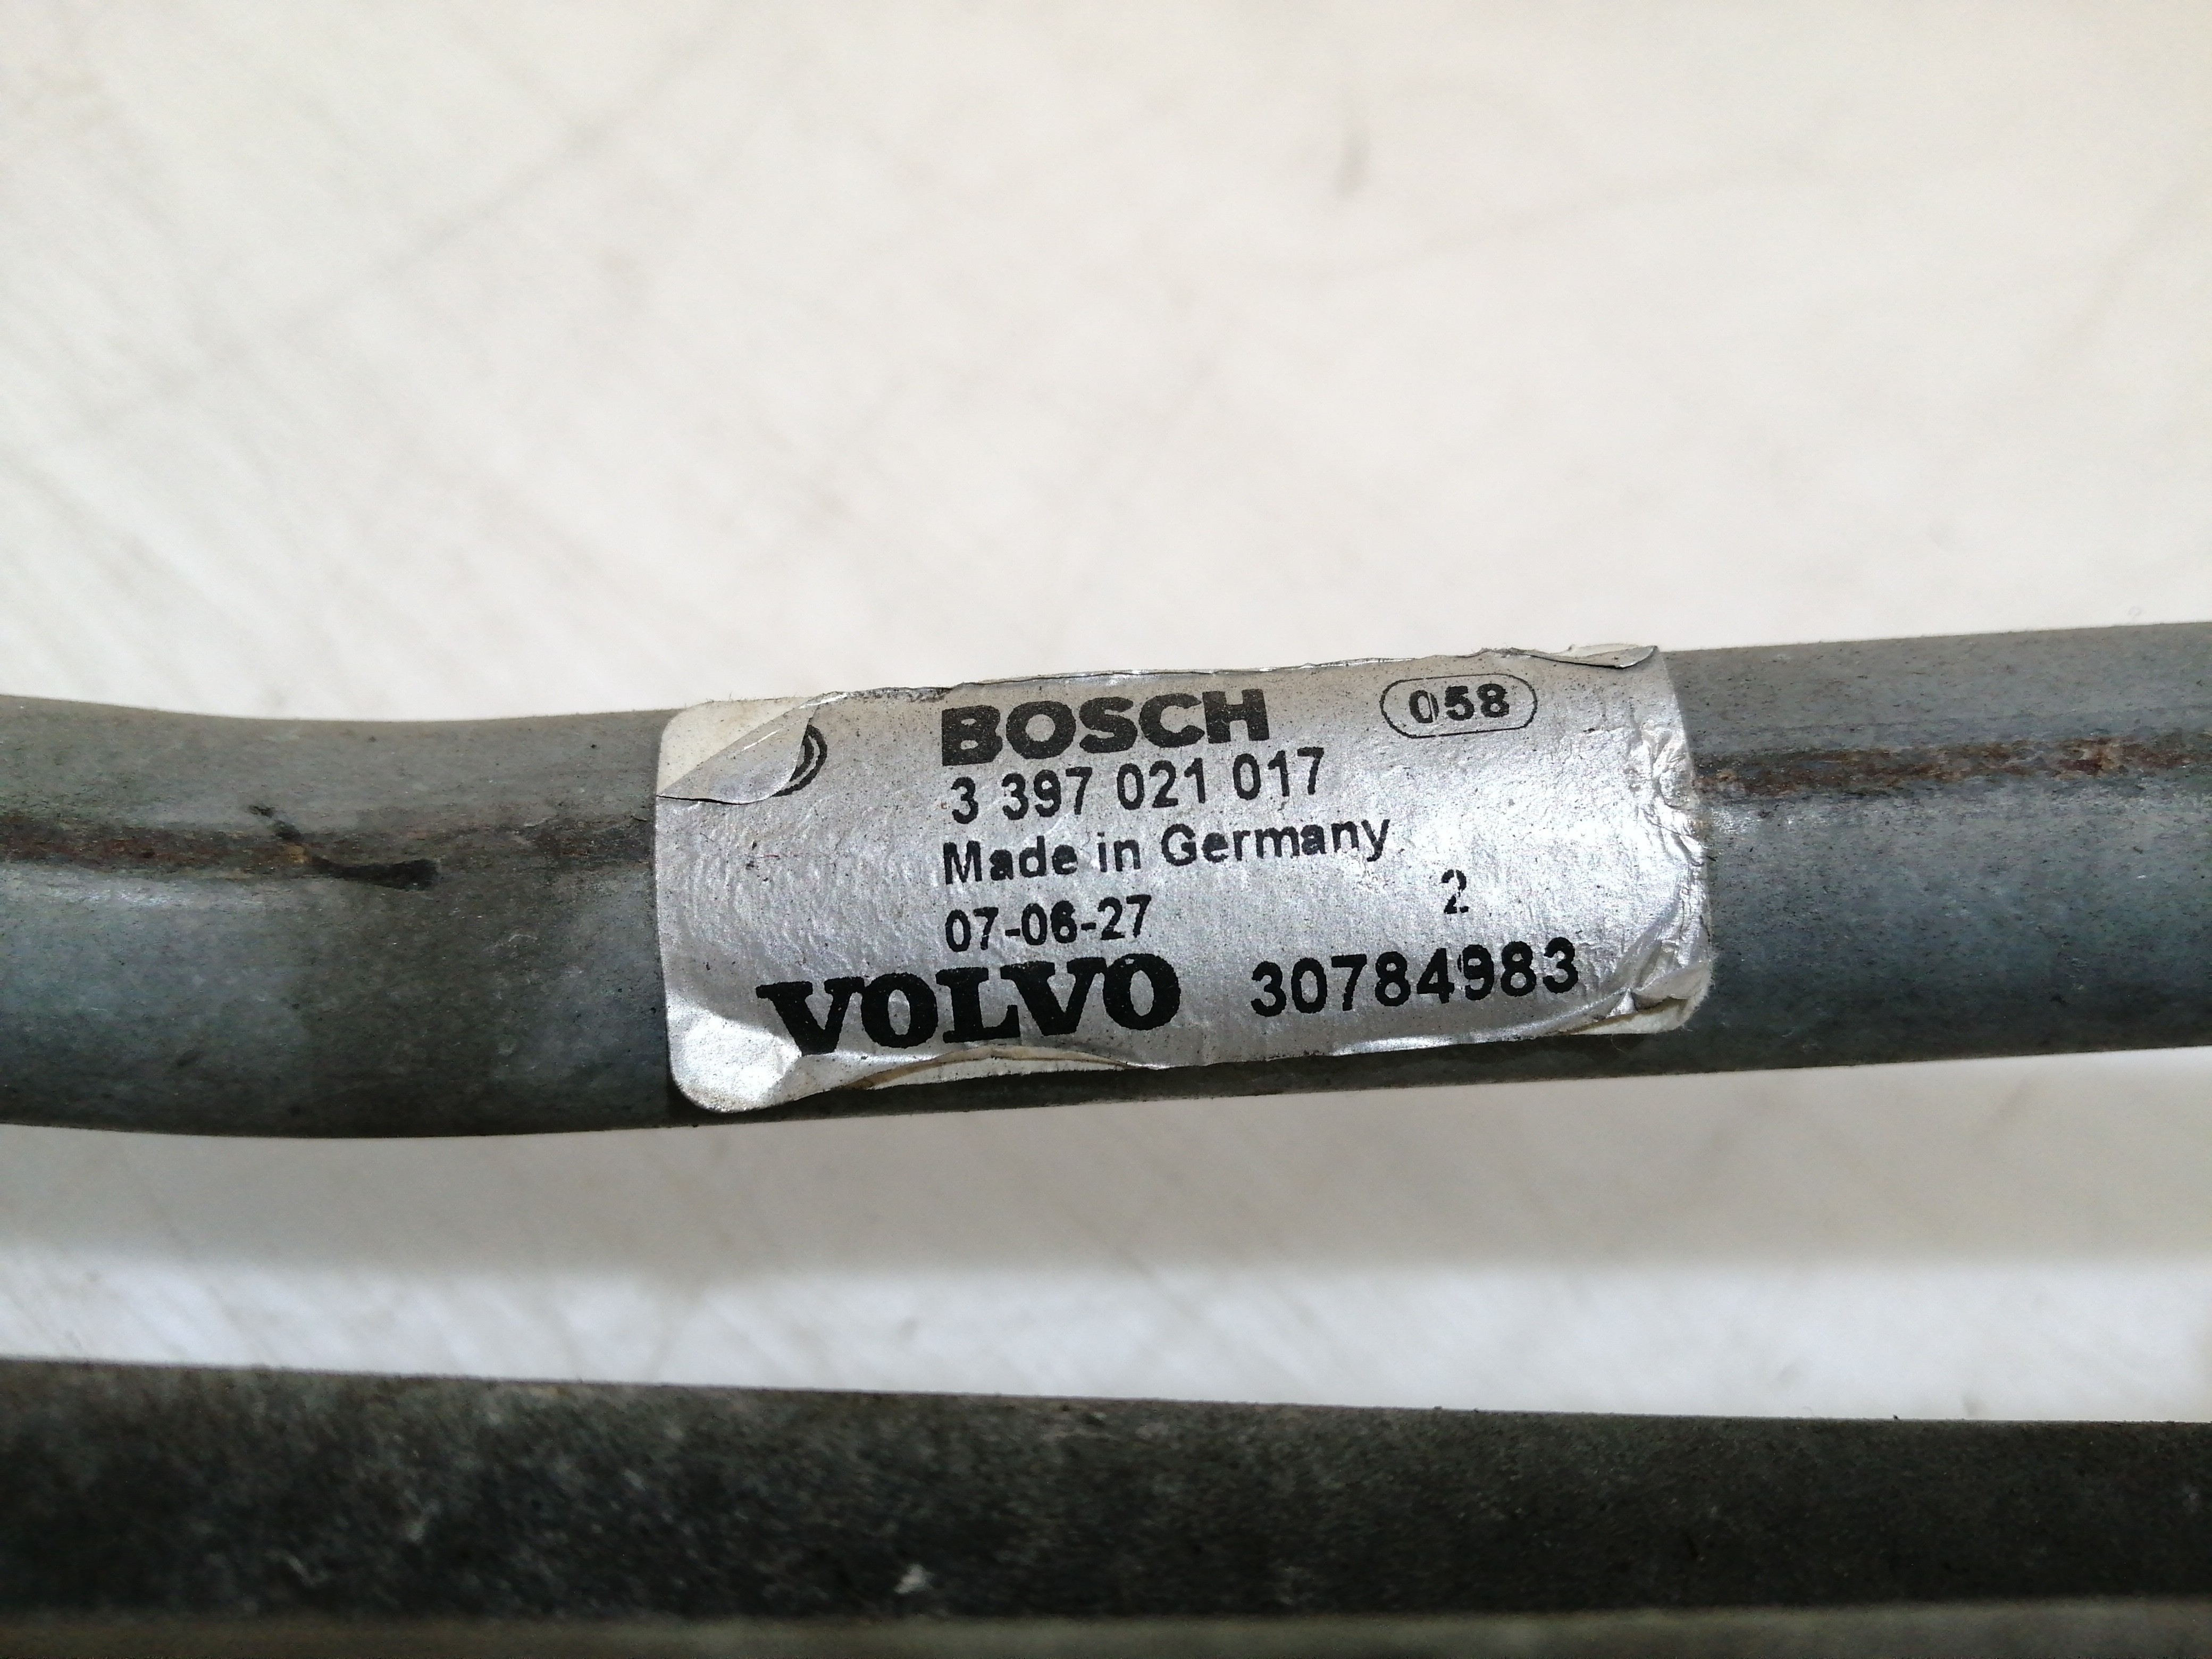 BOSCH 058
3 397 021 017
Made in Germany
07-06-27 2
VOLVO 30784983